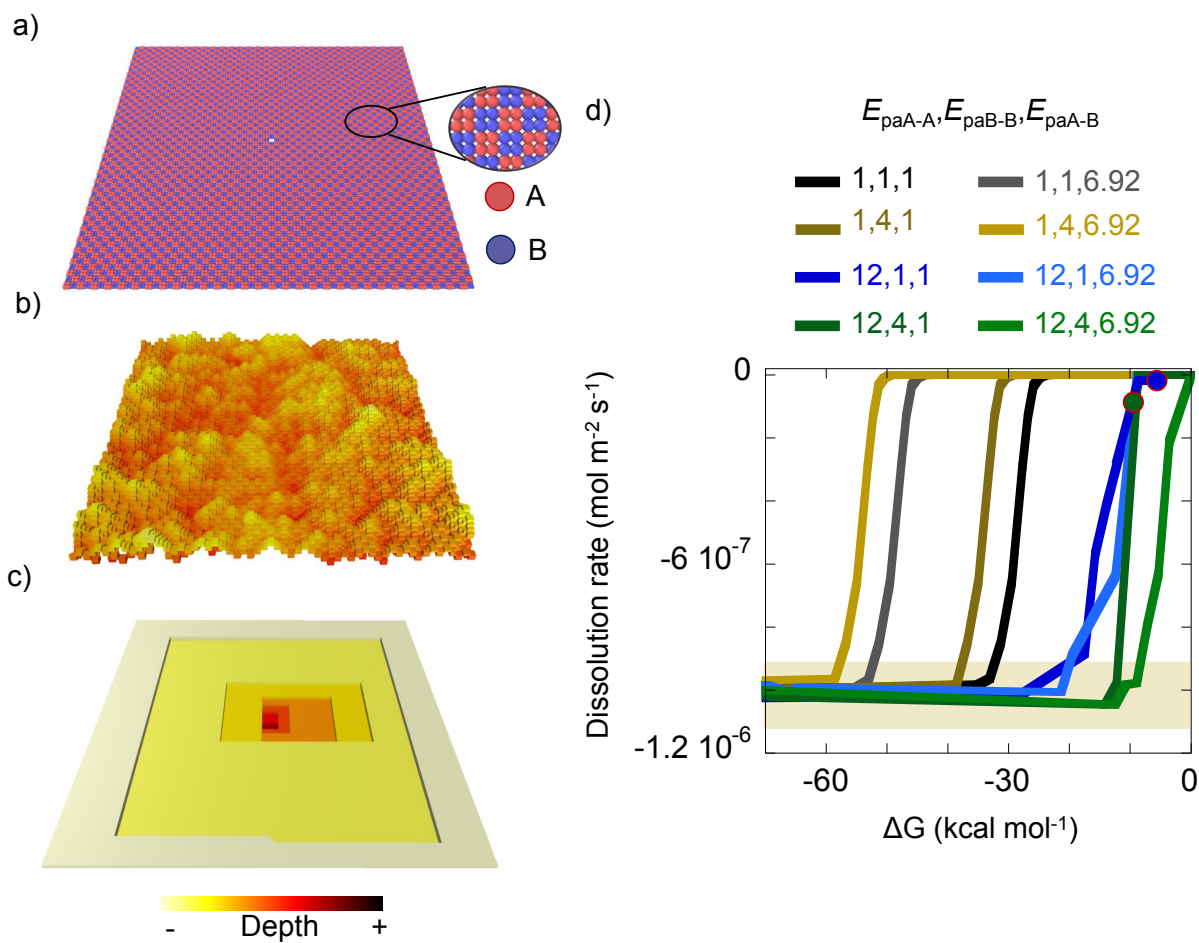 a)
A
B
b)
c)
- Depth +
d)
EpaA-A,EpaB-B,EpaA-B
1,1,1
1,1,6.92
1,4,1
1,4,6.92
12,1,1
12,1,6.92
12,4,1
12,4,6.92
Dissolution rate (mol m-2 s-1)
0
-6 10-7
-1.2 10-6
-60
-30
0
ΔG (kcal mol-1)